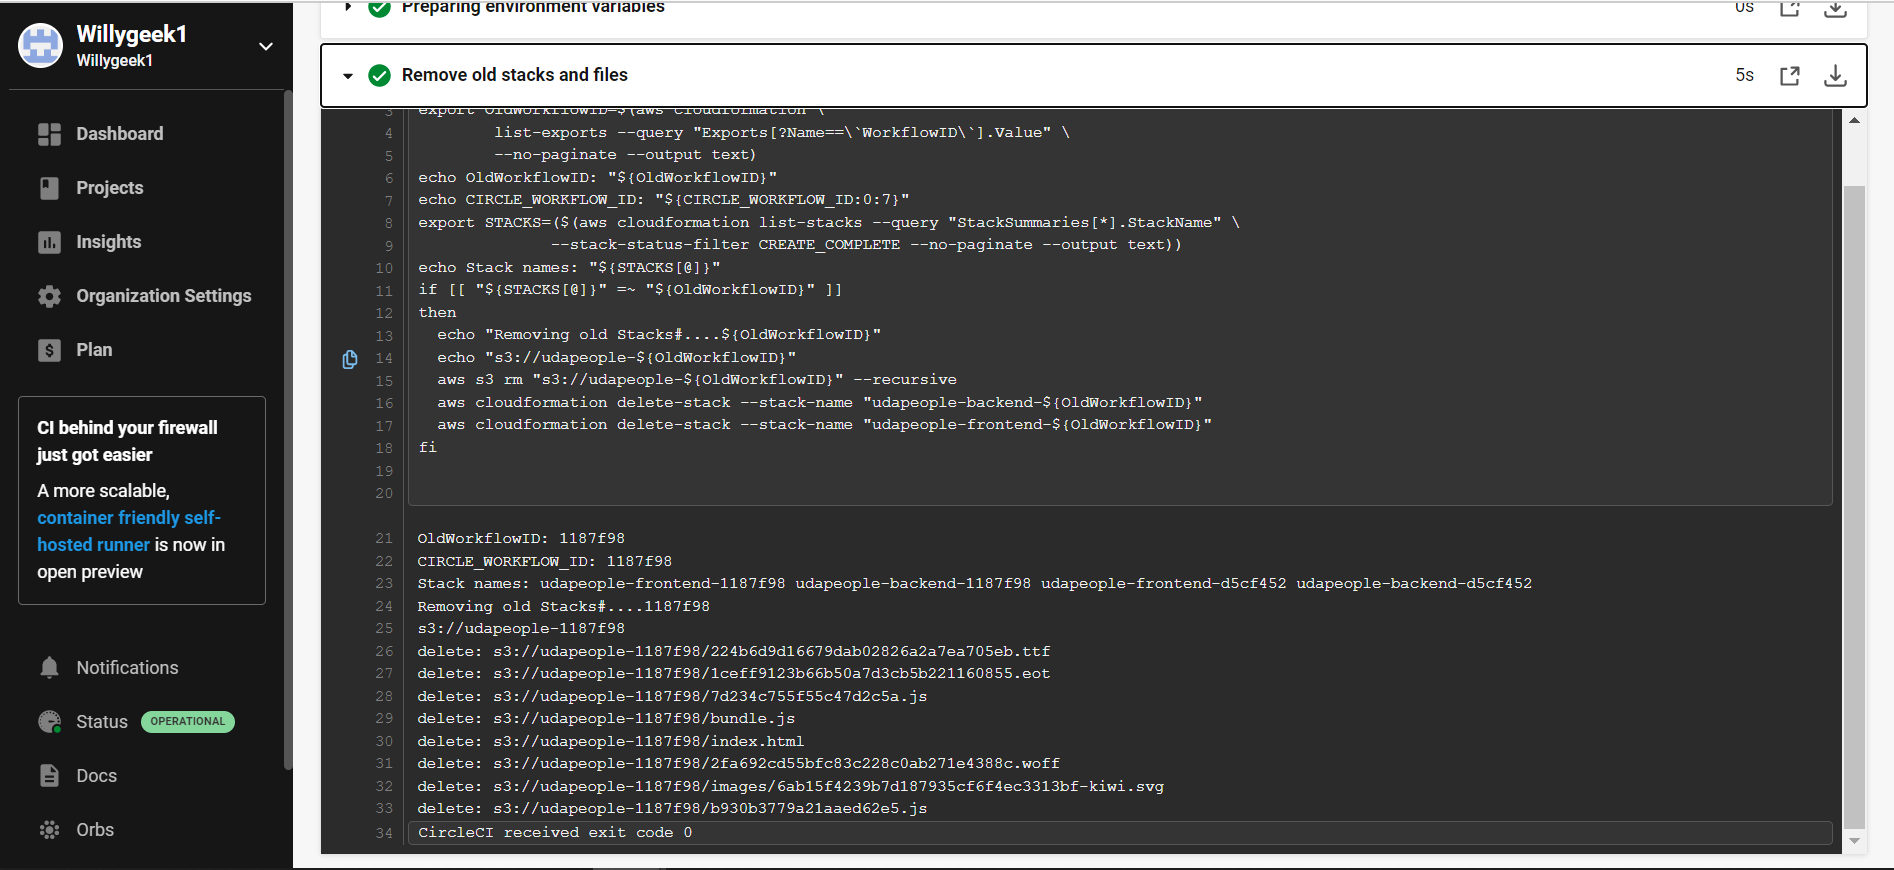 Willygeek1
Willygeek1
Dashboard
Projects
Insights
Organization Settings
Plan
CI behind your firewall
just got easier
A more scalable,
container friendly self-
hosted runner is now in
open preview
Notifications
Status OPERATIONAL
Docs
Orbs
Preparing environment variables 0s
Remove old stacks and files 5s
3 export OldWorkflowID=$(aws cloudformation \
4 list-exports --query "Exports[?Name==\`WorkflowID\`].Value" \
5 --no-paginate --output text)
6 echo OldWorkflowID: "${OldWorkflowID}"
7 echo CIRCLE_WORKFLOW_ID: "${CIRCLE_WORKFLOW_ID:0:7}"
8 export STACKS=($(aws cloudformation list-stacks --query "StackSummaries[*].StackName" \
9 --stack-status-filter CREATE_COMPLETE --no-paginate --output text))
10 echo Stack names: "${STACKS[@]}"
11 if [[ "${STACKS[@]}" =~ "${OldWorkflowID}" ]]
12 then
13 echo "Removing old Stacks#....${OldWorkflowID}"
14 echo "s3://udapeople-${OldWorkflowID}"
15 aws s3 rm "s3://udapeople-${OldWorkflowID}" --recursive
16 aws cloudformation delete-stack --stack-name "udapeople-backend-${OldWorkflowID}"
17 aws cloudformation delete-stack --stack-name "udapeople-frontend-${OldWorkflowID}"
18 fi
19
20
21 OldWorkflowID: 1187f98
22 CIRCLE_WORKFLOW_ID: 1187f98
23 Stack names: udapeople-frontend-1187f98 udapeople-backend-1187f98 udapeople-frontend-d5cf452 udapeople-backend-d5cf452
24 Removing old Stacks#....1187f98
25 s3://udapeople-1187f98
26 delete: s3://udapeople-1187f98/224b6d9d16679dab02826a2a7ea705eb.ttf
27 delete: s3://udapeople-1187f98/1ceff9123b66b50a7d3cb5b221160855.eot
28 delete: s3://udapeople-1187f98/7d234c755f55c47d2c5a.js
29 delete: s3://udapeople-1187f98/bundle.js
30 delete: s3://udapeople-1187f98/index.html
31 delete: s3://udapeople-1187f98/2fa692cd55bfc83c228c0ab271e4388c.woff
32 delete: s3://udapeople-1187f98/images/6ab15f4239b7d187935cf6f4ec3313bf-kiwi.svg
33 delete: s3://udapeople-1187f98/b930b3779a21aaed62e5.js
34 CircleCI received exit code 0